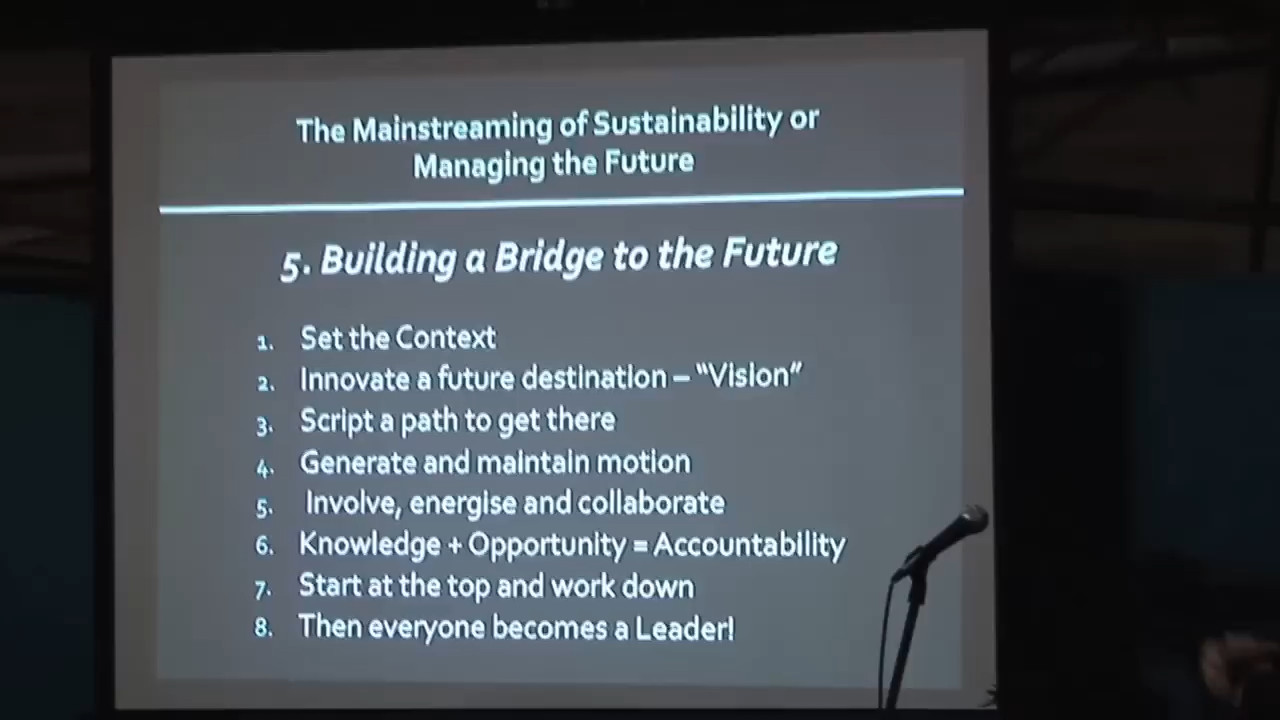 The Mainstreaming of Sustainability or
Managing the Future
5. Building a Bridge to the Future
1. Set the Context
2. Innovate a future destination – “Vision”
3. Script a path to get there
4. Generate and maintain motion
5. Involve, energise and collaborate
6. Knowledge + Opportunity = Accountability
7. Start at the top and work down
8. Then everyone becomes a Leader!